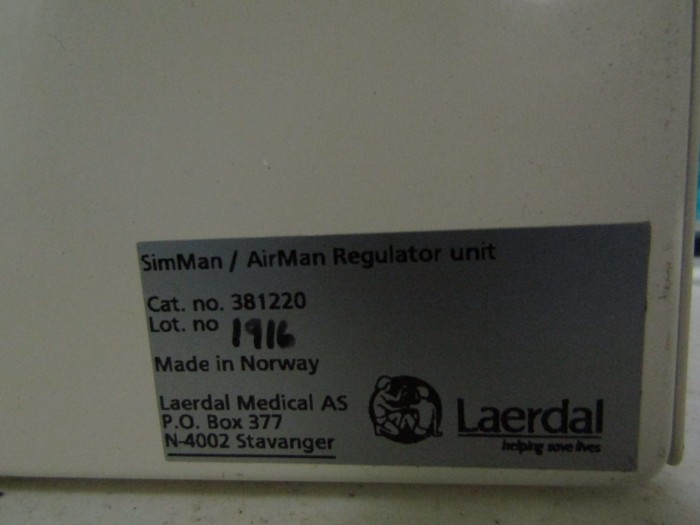 SimMan / AirMan Regulator unit
Cat. no. 381220
Lot. no 1916
Made in Norway
Laerdal Medical AS
P.O. Box 377
N-4002 Stavanger
Laerdal
helping save lives